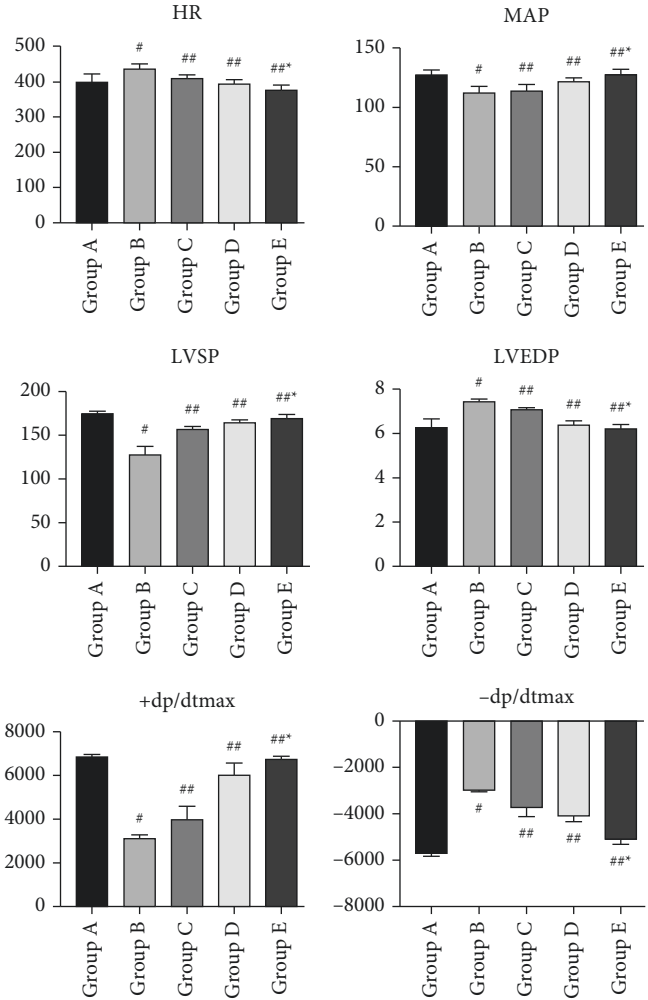 HR
500
400
300
200
100
0
#
##
##
##*
Group A
Group B
Group C
Group D
Group E
MAP
150
100
50
0
#
##
##
##*
Group A
Group B
Group C
Group D
Group E
LVSP
200
150
100
50
0
#
##
##
##*
Group A
Group B
Group C
Group D
Group E
LVEDP
8
6
4
2
0
#
##
##
##*
Group A
Group B
Group C
Group D
Group E
+dp/dtmax
8000
6000
4000
2000
0
#
##
##
##*
Group A
Group B
Group C
Group D
Group E
–dp/dtmax
0
–2000
–4000
–6000
–8000
#
##
##
##*
Group A
Group B
Group C
Group D
Group E